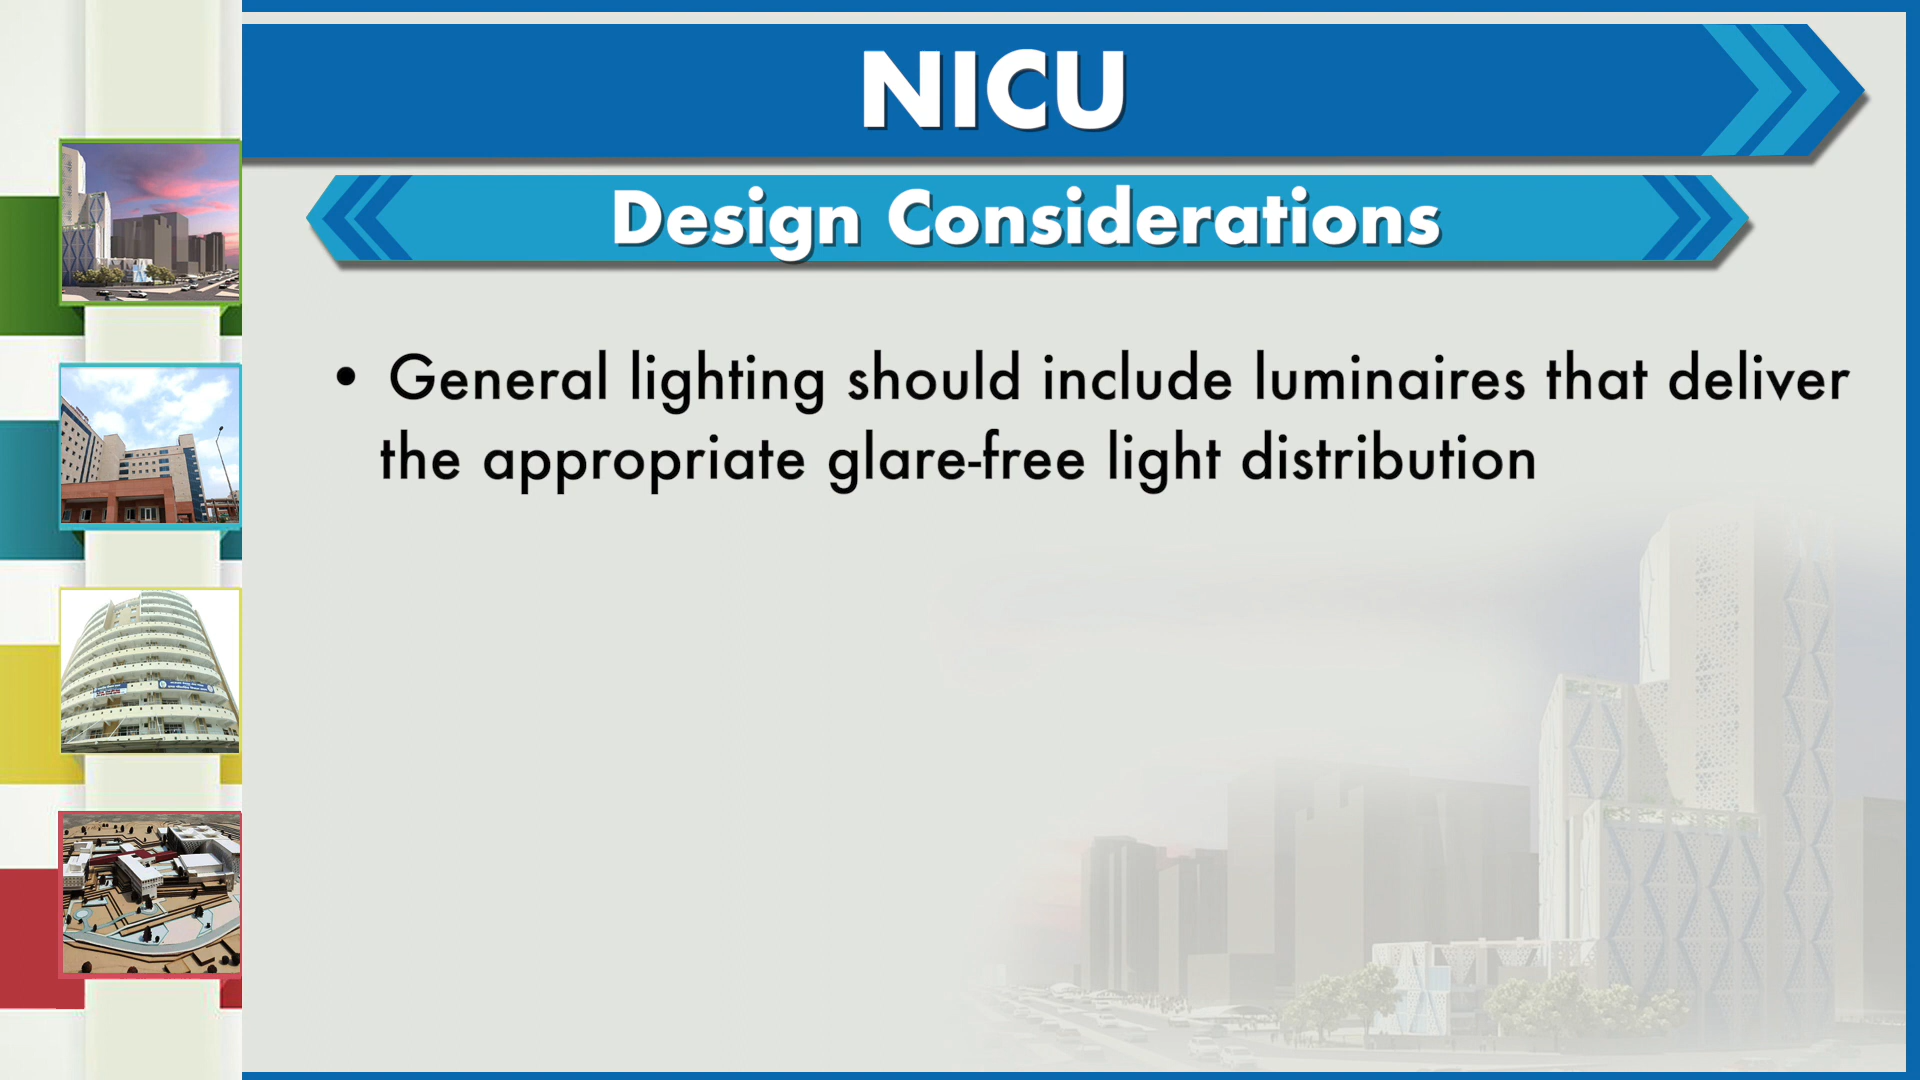 NICU
Design Considerations
• General lighting should include luminaires that deliver
the appropriate glare-free light distribution